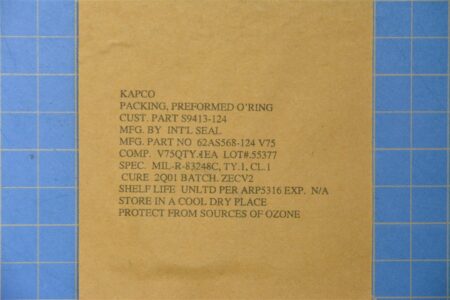 KAPCO
PACKING, PREFORMED O'RING
CUST. PART S9413-124
MFG. BY INT'L SEAL
MFG. PART NO 62AS568-124 V75
COMP. V75QTY.4EA LOT#.55377
SPEC. MIL-R-83248C, TY.1, CL.1
CURE 2Q01 BATCH. ZECV2
SHELF LIFE UNLTD PER ARP5316 EXP. N/A
STORE IN A COOL DRY PLACE
PROTECT FROM SOURCES OF OZONE